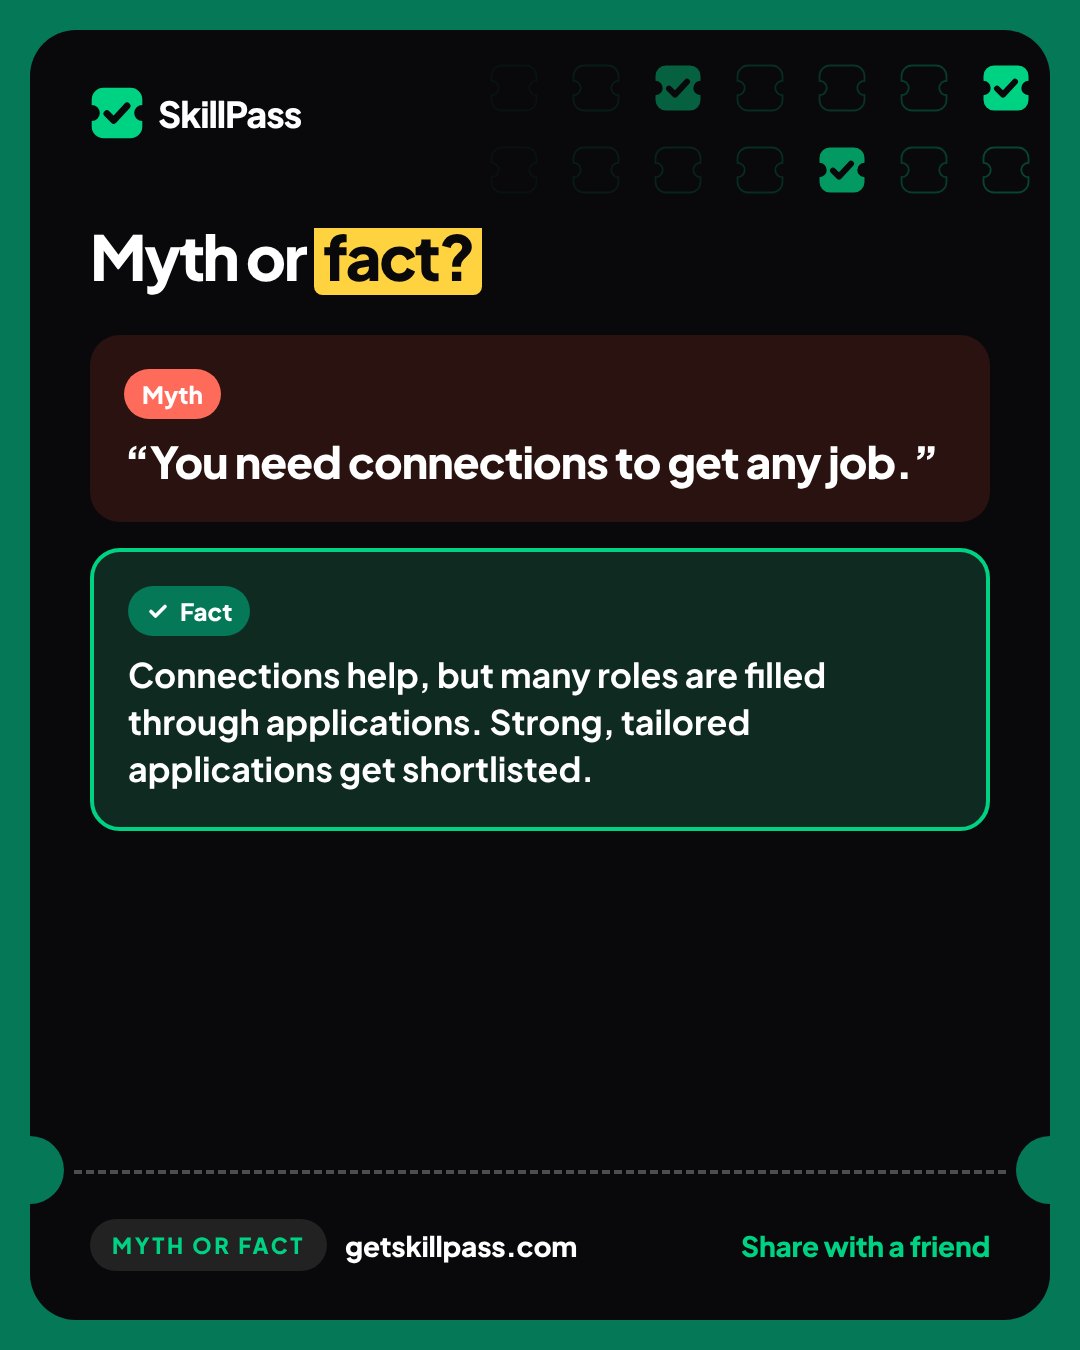 SkillPass
Myth or fact?
Myth
“You need connections to get any job.”
Fact
Connections help, but many roles are filled
through applications. Strong, tailored
applications get shortlisted.
MYTH OR FACT
getskillpass.com
Share with a friend